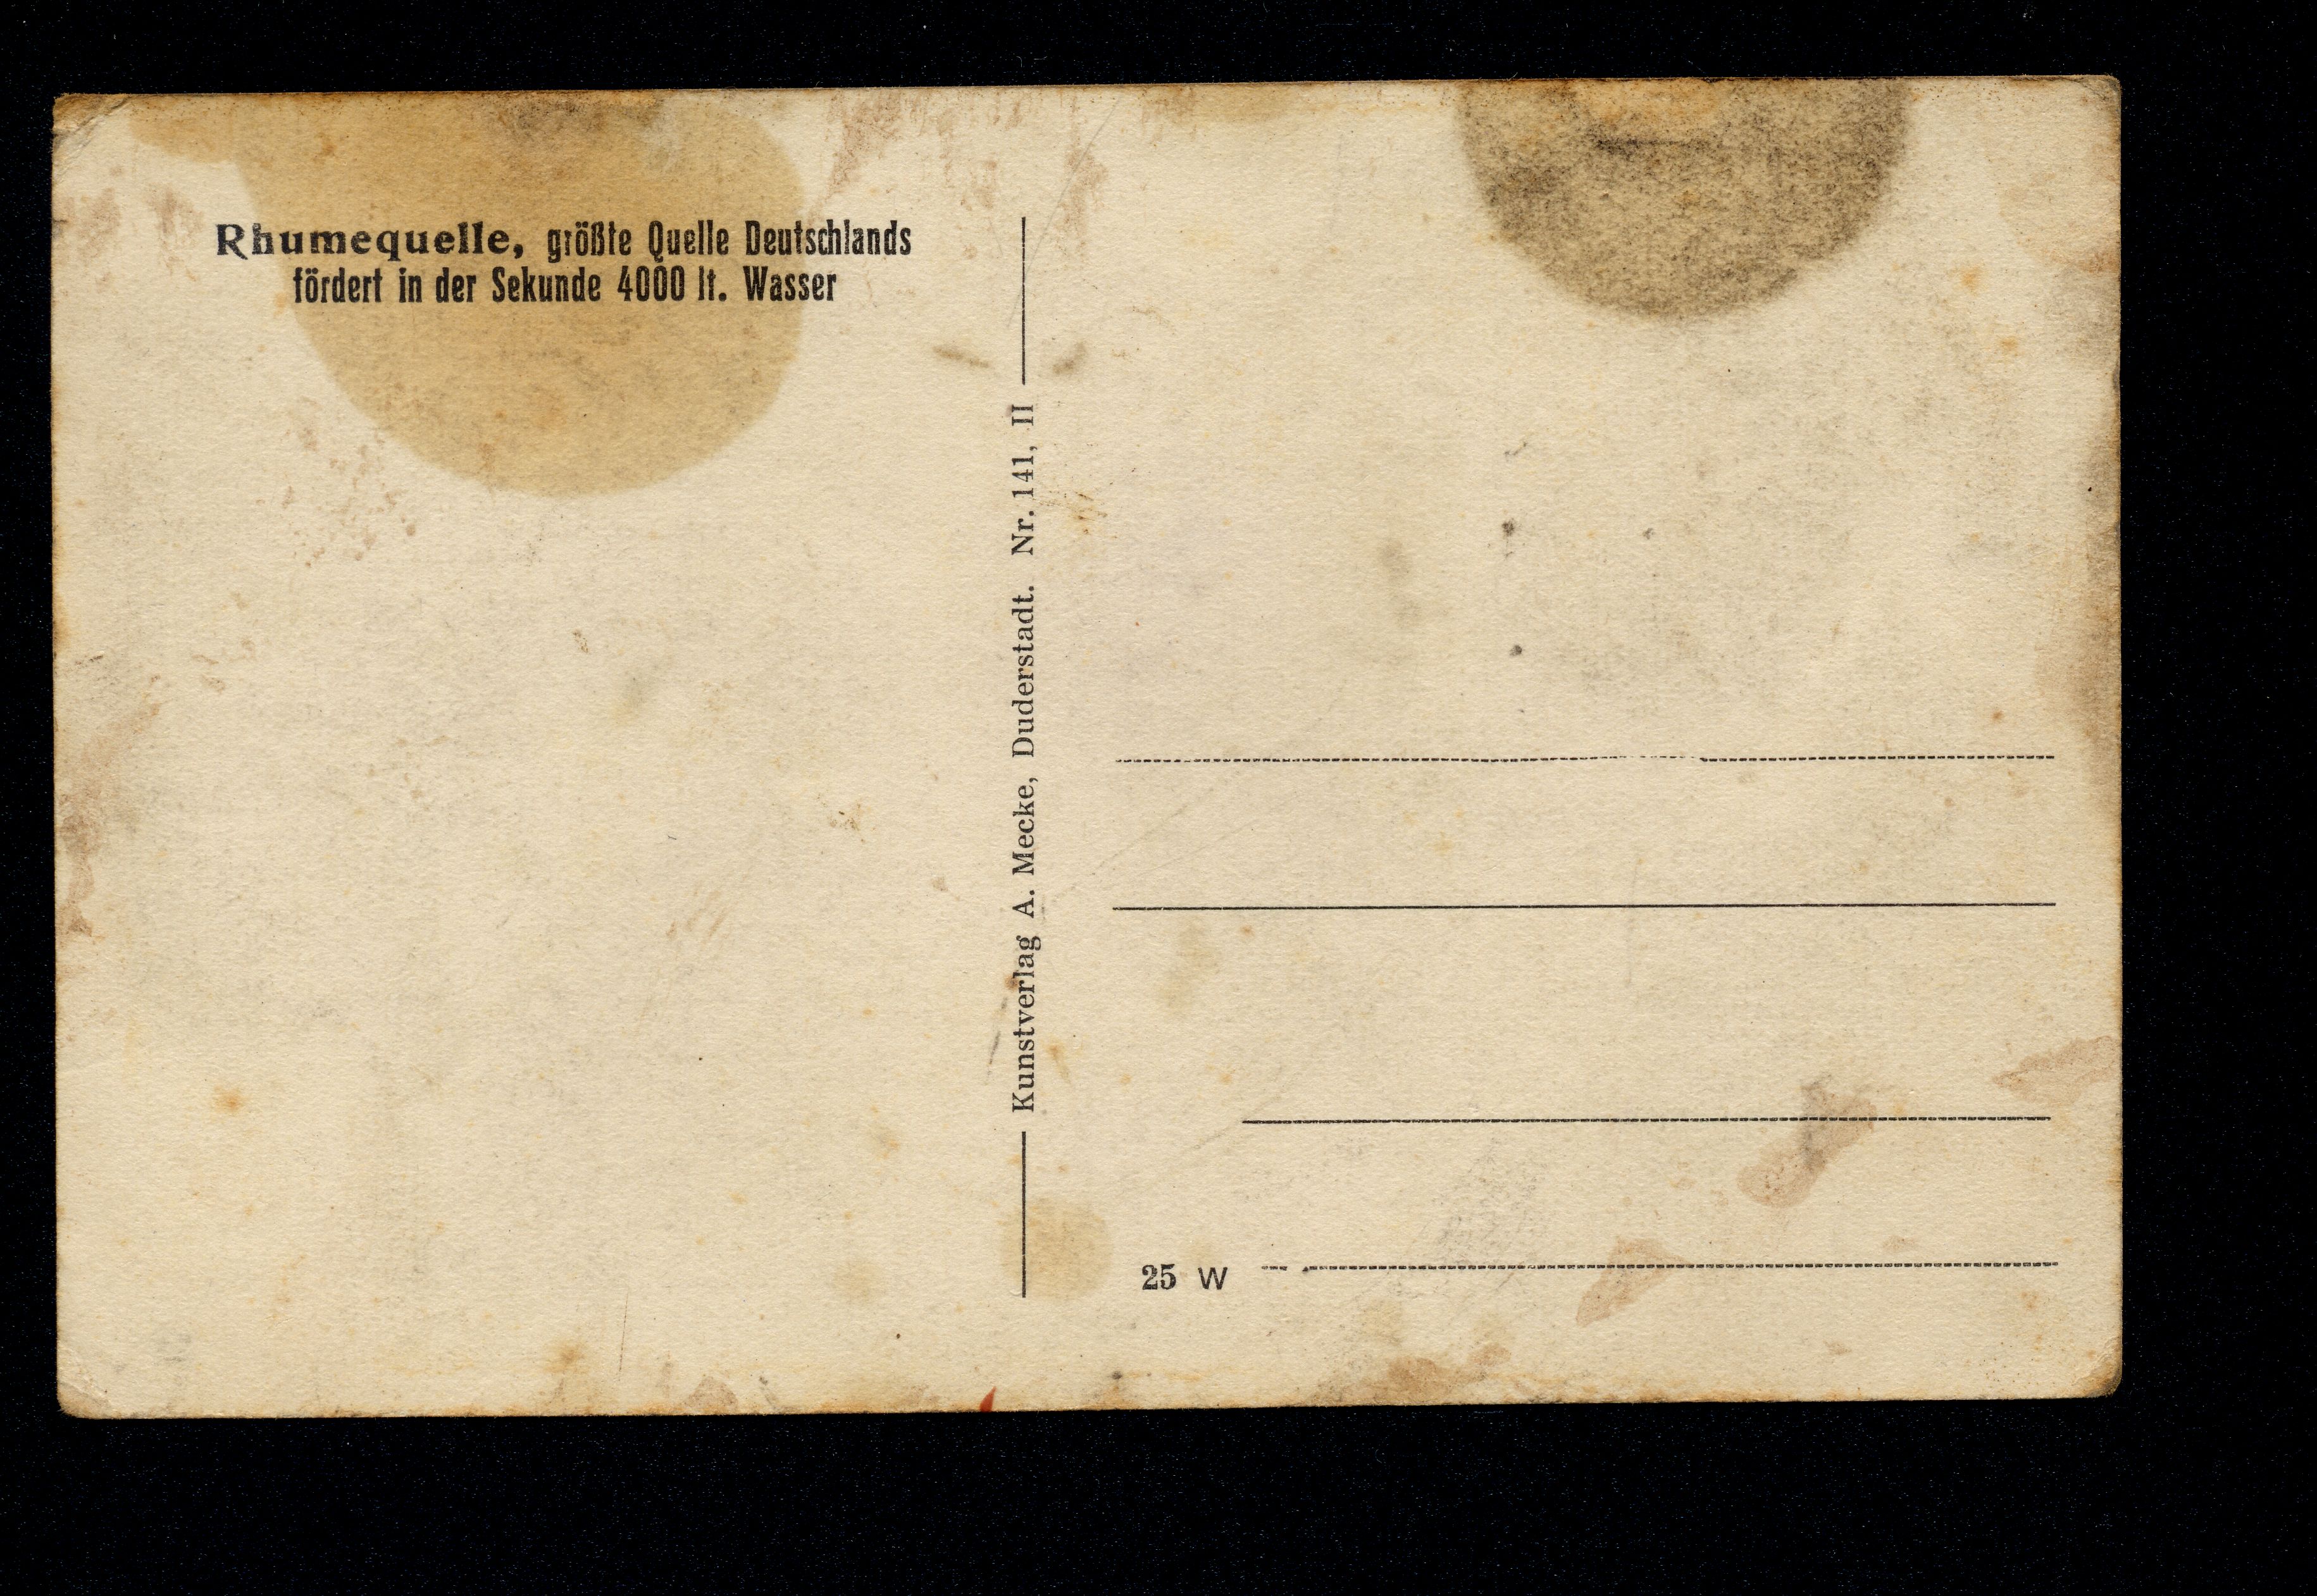 Rhumequelle, größte Quelle Deutschlands
fördert in der Sekunde 4000 lt. Wasser
Kunstverlag A. Mecke, Duderstadt. Nr. 141, II
25 W